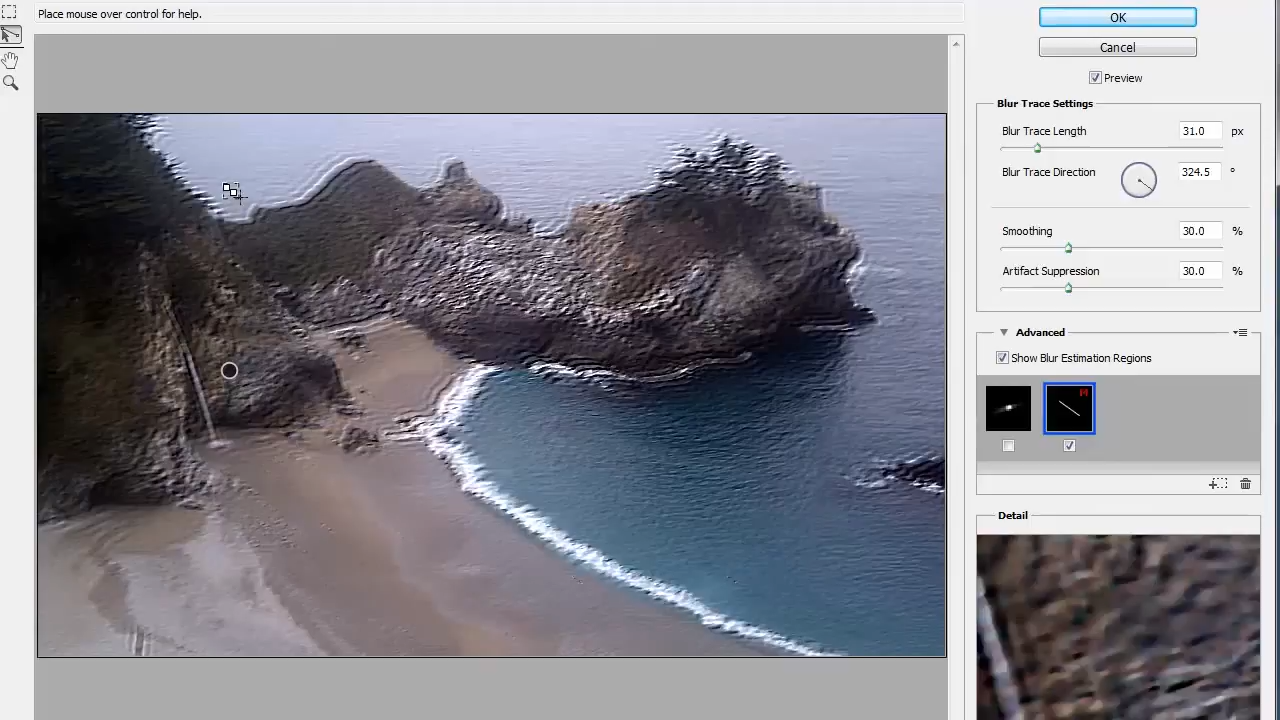 Place mouse over control for help.
OK
Cancel
Preview
Blur Trace Settings
Blur Trace Length 31.0 px
Blur Trace Direction 324.5 °
Smoothing 30.0 %
Artifact Suppression 30.0 %
Advanced
Show Blur Estimation Regions
M
Detail